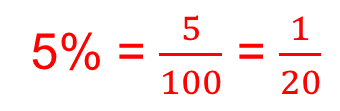 5% = 5/100 = 1/20